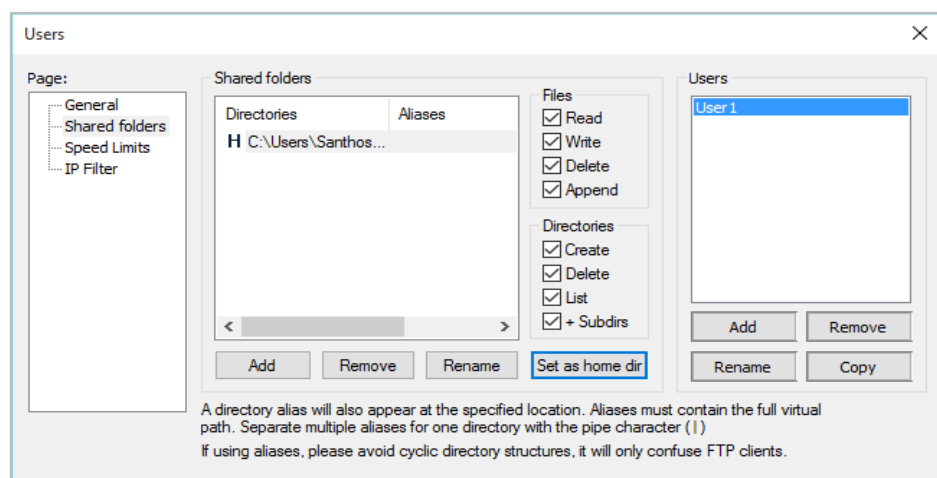 Users
Page:
General
Shared folders
Speed Limits
IP Filter
Shared folders
Directories Aliases
H C:\Users\Santhos...
Files
Read
Write
Delete
Append
Directories
Create
Delete
List
+ Subdirs
Add Remove Rename Set as home dir
Users
User1
Add Remove
Rename Copy
A directory alias will also appear at the specified location. Aliases must contain the full virtual
path. Separate multiple aliases for one directory with the pipe character (|)
If using aliases, please avoid cyclic directory structures, it will only confuse FTP clients.